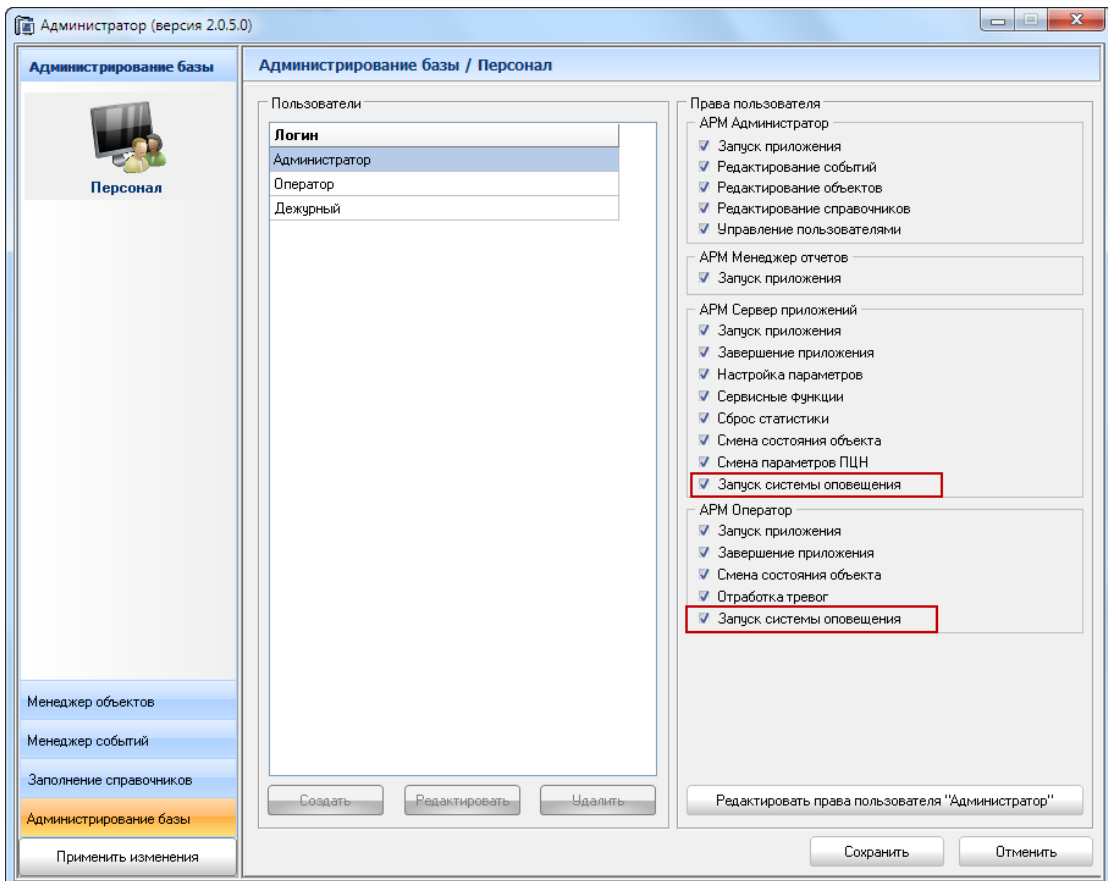 Администратор (версия 2.0.5.0)
Администрирование базы
Персонал
Менеджер объектов
Менеджер событий
Заполнение справочников
Администрирование базы
Применить изменения
Администрирование базы / Персонал
Пользователи
Логин
Администратор
Оператор
Дежурный
Создать
Редактировать
Удалить
Права пользователя
АРМ Администратор
Запуск приложения
Редактирование событий
Редактирование объектов
Редактирование справочников
Управление пользователями
АРМ Менеджер отчетов
Запуск приложения
АРМ Сервер приложений
Запуск приложения
Завершение приложения
Настройка параметров
Сервисные функции
Сброс статистики
Смена состояния объекта
Смена параметров ПЦН
Запуск системы оповещения
АРМ Оператор
Запуск приложения
Завершение приложения
Смена состояния объекта
Отработка тревог
Запуск системы оповещения
Редактировать права пользователя "Администратор"
Сохранить
Отменить